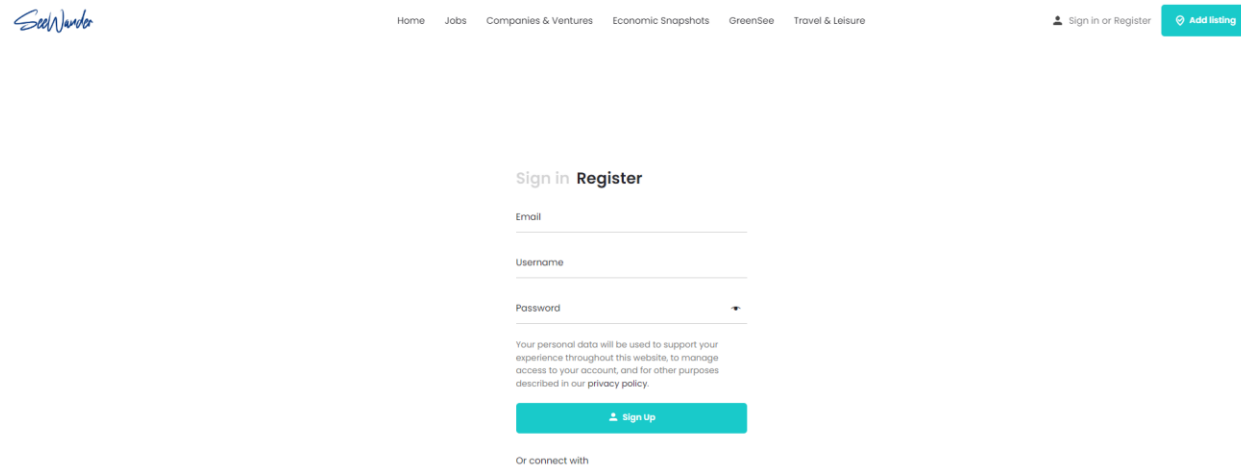 SeeWander
Home Jobs Companies & Ventures Economic Snapshots GreenSee Travel & Leisure
Sign in or Register
Add listing
Sign in Register
Email
Username
Password
Your personal data will be used to support your
experience throughout this website, to manage
access to your account, and for other purposes
described in our privacy policy.
Sign Up
Or connect with